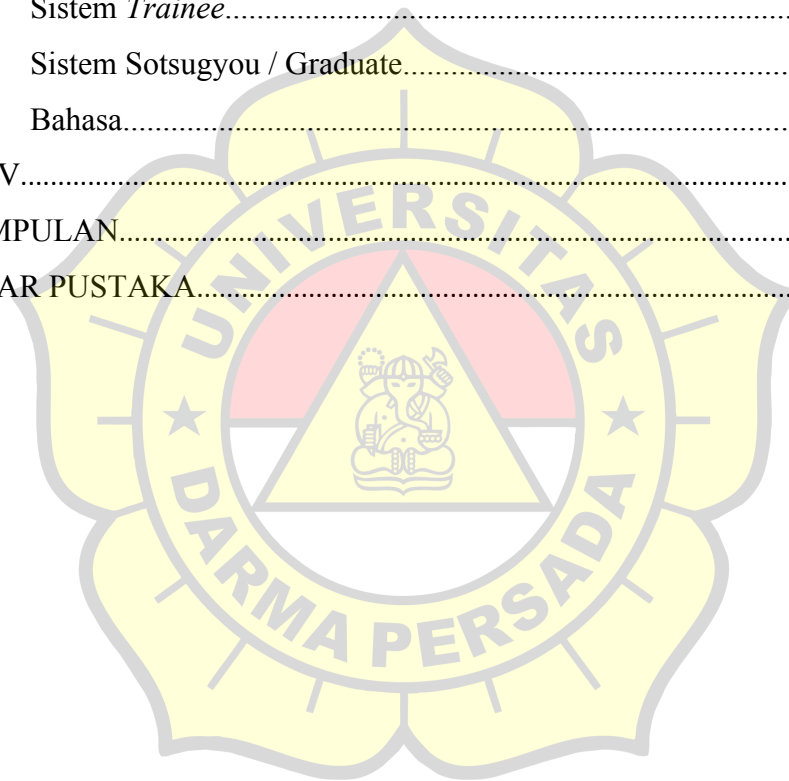 Sistem Trainee....................................................................
Sistem Sotsugyou / Graduate..............................................
Bahasa.................................................................................
V................................................................................................
MPULAN....................................................................................
AR PUSTAKA..........................................................................
UNIVERSITAS
DARMA PERSADA